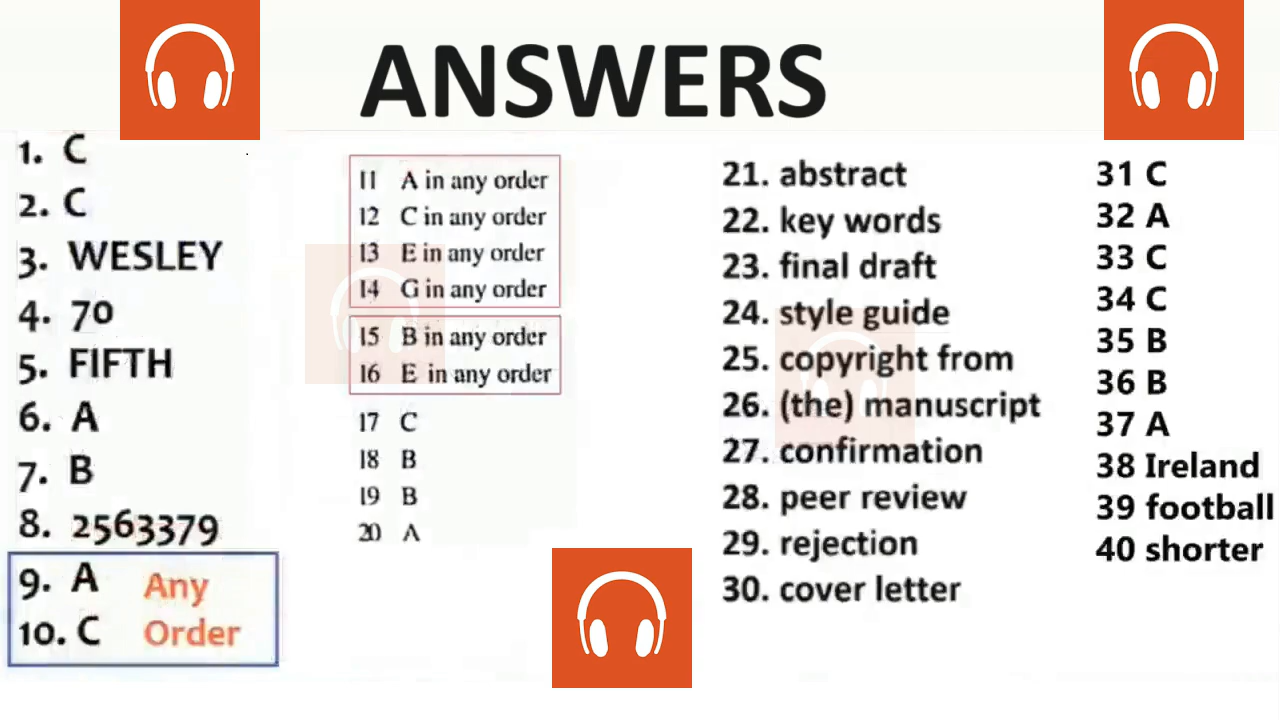 ANSWERS
1. C
2. C
3. WESLEY
4. 70
5. FIFTH
6. A
7. B
8. 2563379
9. A Any
10. C Order
11 A in any order
12 C in any order
13 E in any order
14 G in any order
15 B in any order
16 E in any order
17 C
18 B
19 B
20 A
21. abstract
22. key words
23. final draft
24. style guide
25. copyright from
26. (the) manuscript
27. confirmation
28. peer review
29. rejection
30. cover letter
31 C
32 A
33 C
34 C
35 B
36 B
37 A
38 Ireland
39 football
40 shorter